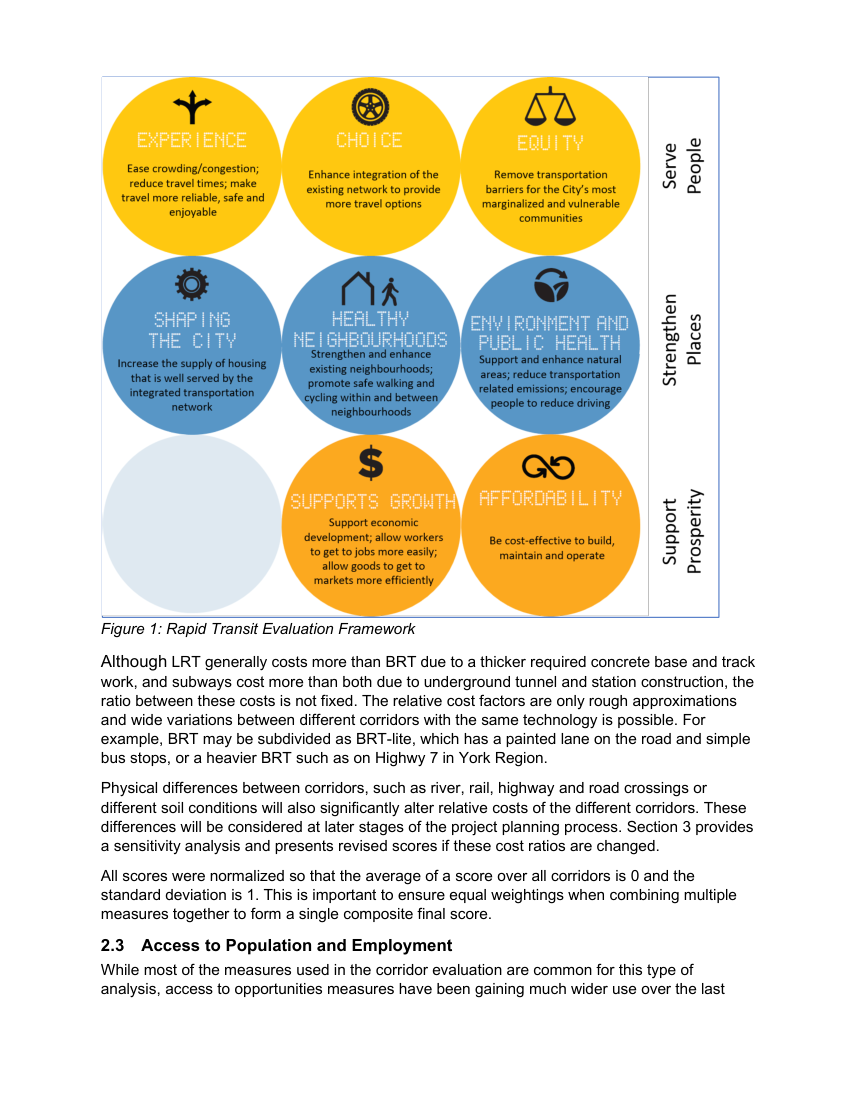 EXPERIENCE
Ease crowding/congestion;
reduce travel times; make
travel more reliable, safe and
enjoyable
CHOICE
Enhance integration of the
existing network to provide
more travel options
EQUITY
Remove transportation
barriers for the City's most
marginalized and vulnerable
communities
Serve
People
SHAPING
THE CITY
Increase the supply of housing
that is well served by the
integrated transportation
network
HEALTHY
NEIGHBOURHOODS
Strengthen and enhance
existing neighbourhoods;
promote safe walking and
cycling within and between
neighbourhoods
ENVIRONMENT AND
PUBLIC HEALTH
Support and enhance natural
areas; reduce transportation
related emissions; encourage
people to reduce driving
Strengthen
Places
$
SUPPORTS GROWTH
Support economic
development; allow workers
to get to jobs more easily;
allow goods to get to
markets more efficiently
AFFORDABILITY
Be cost-effective to build,
maintain and operate
Support
Prosperity
Figure 1: Rapid Transit Evaluation Framework
Although LRT generally costs more than BRT due to a thicker required concrete base and track
work, and subways cost more than both due to underground tunnel and station construction, the
ratio between these costs is not fixed. The relative cost factors are only rough approximations
and wide variations between different corridors with the same technology is possible. For
example, BRT may be subdivided as BRT-lite, which has a painted lane on the road and simple
bus stops, or a heavier BRT such as on Highwy 7 in York Region.
Physical differences between corridors, such as river, rail, highway and road crossings or
different soil conditions will also significantly alter relative costs of the different corridors. These
differences will be considered at later stages of the project planning process. Section 3 provides
a sensitivity analysis and presents revised scores if these cost ratios are changed.
All scores were normalized so that the average of a score over all corridors is 0 and the
standard deviation is 1. This is important to ensure equal weightings when combining multiple
measures together to form a single composite final score.
2.3 Access to Population and Employment
While most of the measures used in the corridor evaluation are common for this type of
analysis, access to opportunities measures have been gaining much wider use over the last